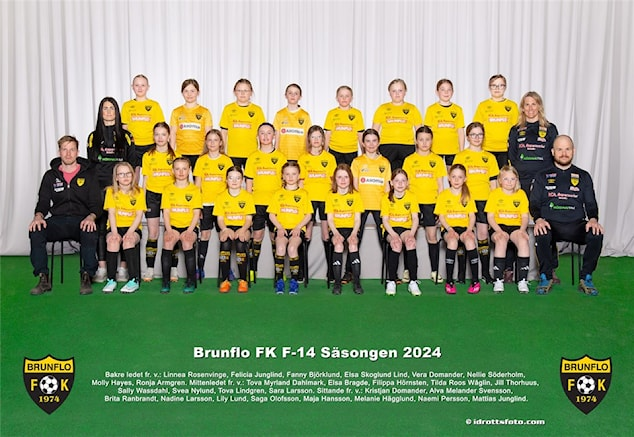 Brunflo FK F-14 Säsongen 2024
Bakre ledet fr. v.: Linnea Rosenvinge, Felicia Junglind, Fanny Björklund, Elsa Skoglund Lind, Vera Domander, Nellie Söderholm,
Molly Hayes, Ronja Armgren. Mittenledet fr. v.: Tova Myrland Dahlmark, Elsa Bragde, Filippa Hörnsten, Tilda Roos Wåglin, Jill Thorhuus,
Sally Wassdahl, Svea Nylund, Tova Lindgren, Sara Larsson. Sittande fr. v.: Kristjan Domander, Alva Melander Svensson,
Brita Ranbrandt, Nadine Larsson, Lily Lund, Saga Olofsson, Maja Hansson, Melanie Hägglund, Naemi Persson, Mattias Junglind.
BRUNFLO
F K
1974
BRUNFLO
F K
1974
© idrottsfoto.com